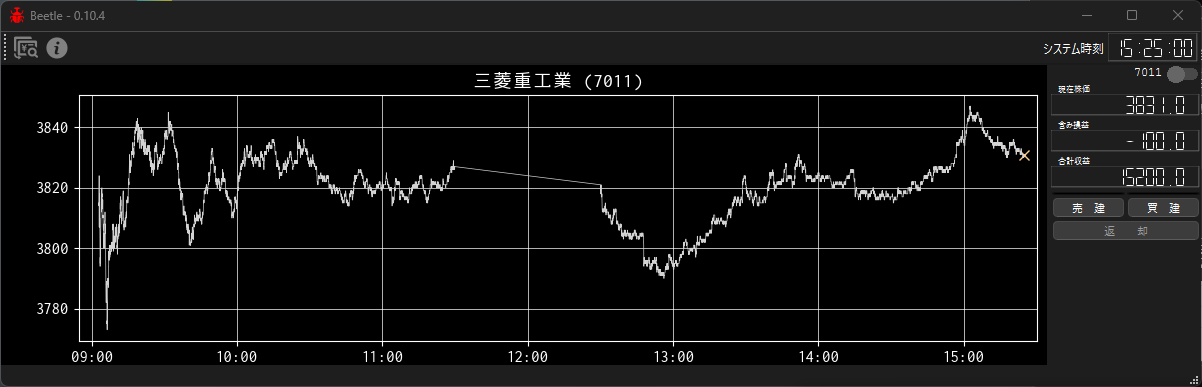 Beetle - 0.10.4
システム時刻 15:25:00
三菱重工業 (7011)
7011
現在株価
3831.0
含み損益
-100.0
合計収益
15200.0
売 建 買 建
返 却
3840
3820
3800
3780
09:00 10:00 11:00 12:00 13:00 14:00 15:00